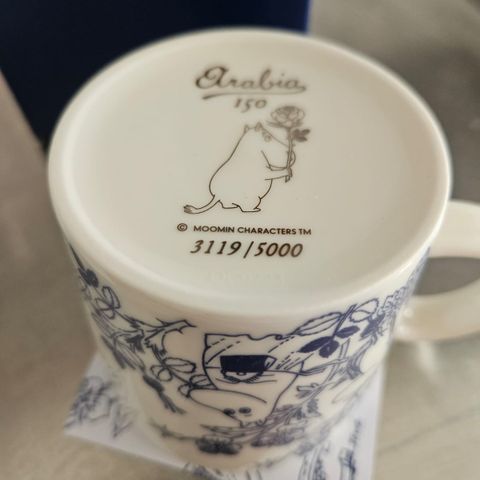 Arabia
150
© MOOMIN CHARACTERS™
3119/5000